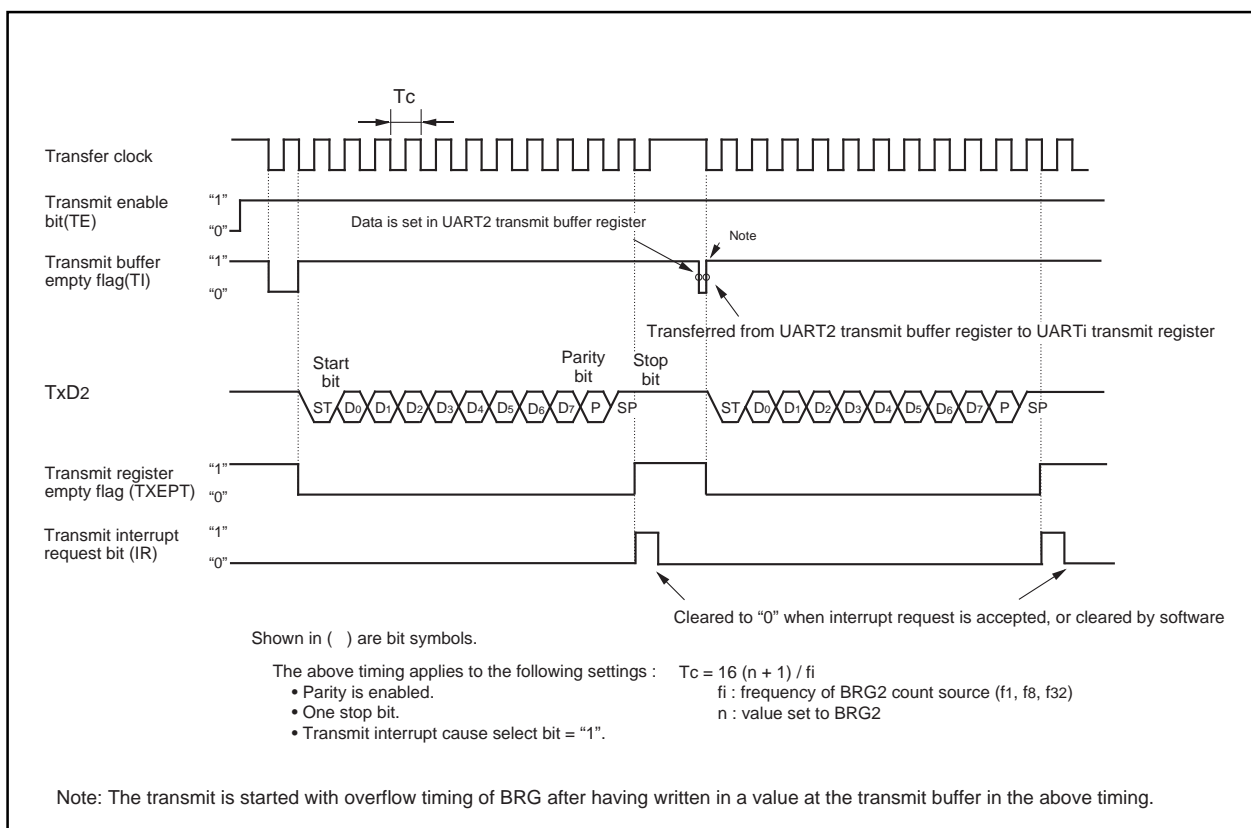 Tc
Transfer clock
Transmit enable
bit(TE)
“1”
“0”
Data is set in UART2 transmit buffer register
Note
Transmit buffer
empty flag(TI)
“1”
“0”
Transferred from UART2 transmit buffer register to UARTi transmit register
Start
bit
Parity
bit
Stop
bit
TxD2
ST D0 D1 D2 D3 D4 D5 D6 D7 P SP ST D0 D1 D2 D3 D4 D5 D6 D7 P SP
Transmit register
empty flag (TXEPT)
“1”
“0”
Transmit interrupt
request bit (IR)
“1”
“0”
Cleared to “0” when interrupt request is accepted, or cleared by software
Shown in ( ) are bit symbols.
The above timing applies to the following settings :
• Parity is enabled.
• One stop bit.
• Transmit interrupt cause select bit = “1”.
Tc = 16 (n + 1) / fi
fi : frequency of BRG2 count source (f1, f8, f32)
n : value set to BRG2
Note: The transmit is started with overflow timing of BRG after having written in a value at the transmit buffer in the above timing.